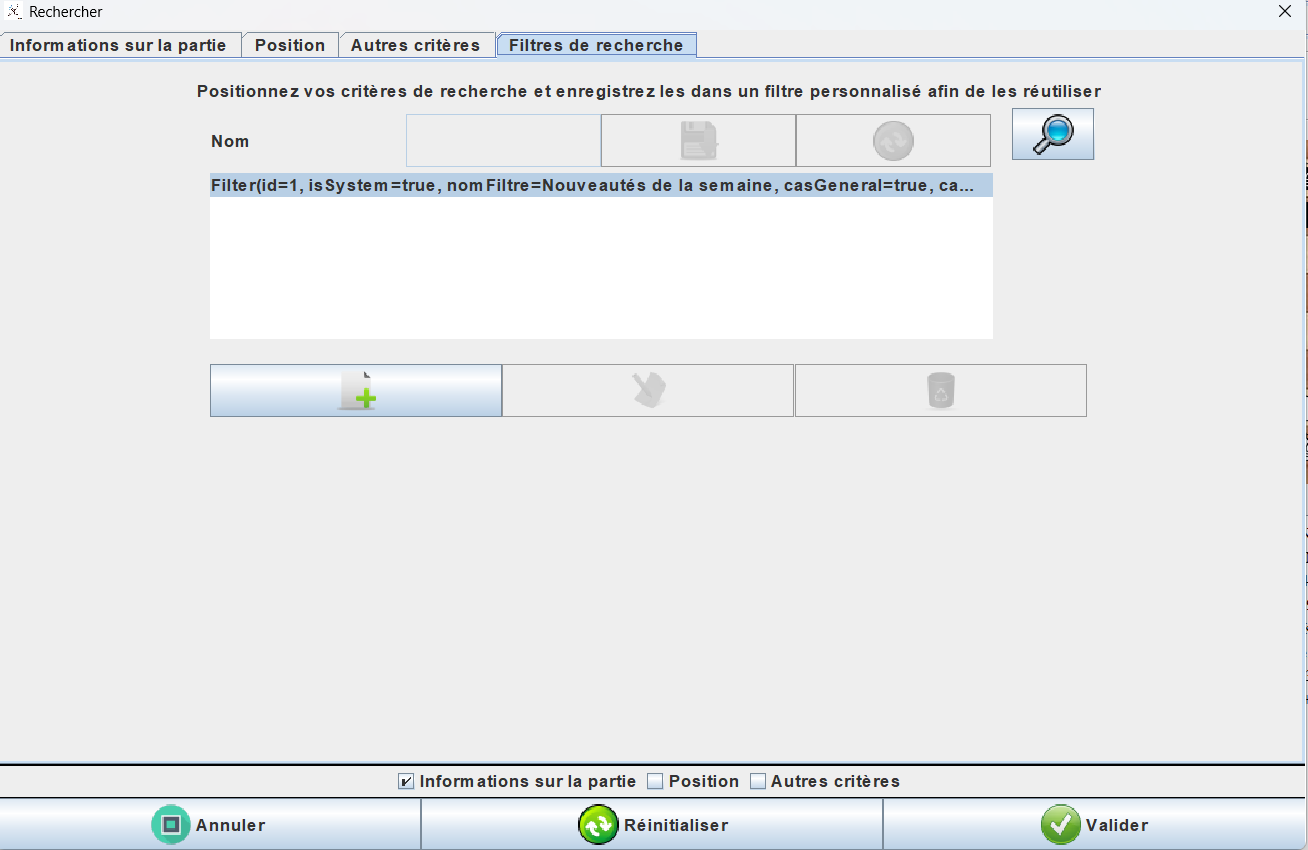 Rechercher
Informations sur la partie Position Autres critères Filtres de recherche
Positionnez vos critères de recherche et enregistrez les dans un filtre personnalisé afin de les réutiliser
Nom
Filter(id=1, isSystem=true, nomFiltre=Nouveautés de la semaine, casGeneral=true, ca...
Informations sur la partie Position Autres critères
Annuler Réinitialiser Valider